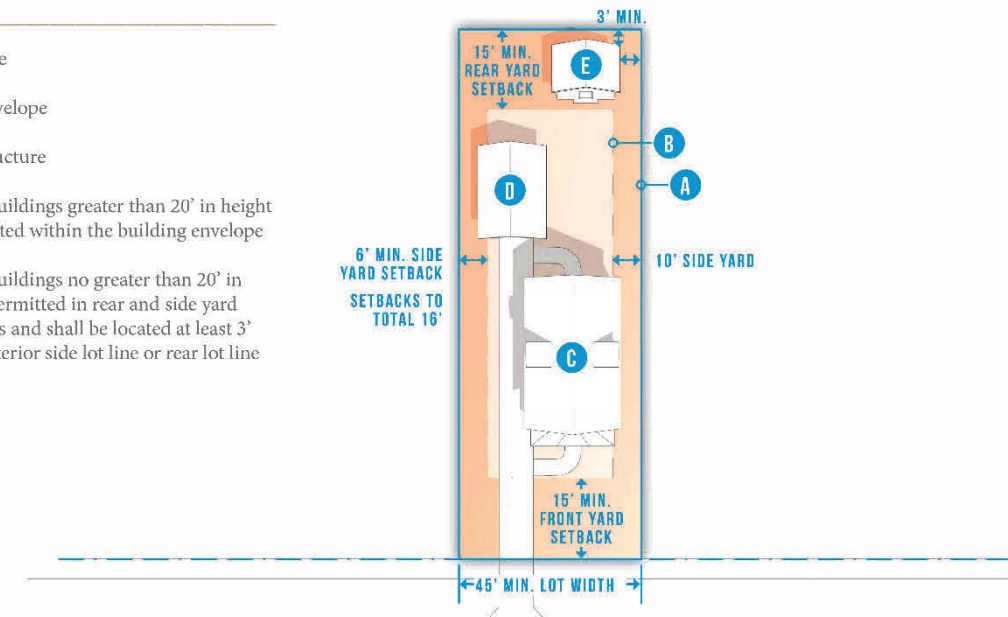 e
velope
ucture
uildings greater than 20’ in height
ted within the building envelope
uildings no greater than 20’ in
ermitted in rear and side yard
s and shall be located at least 3’
terior side lot line or rear lot line
3' MIN.
15' MIN.
REAR YARD
SETBACK
E
B
A
D
6' MIN. SIDE
YARD SETBACK
10' SIDE YARD
SETBACKS TO
TOTAL 16'
C
15' MIN.
FRONT YARD
SETBACK
45' MIN. LOT WIDTH